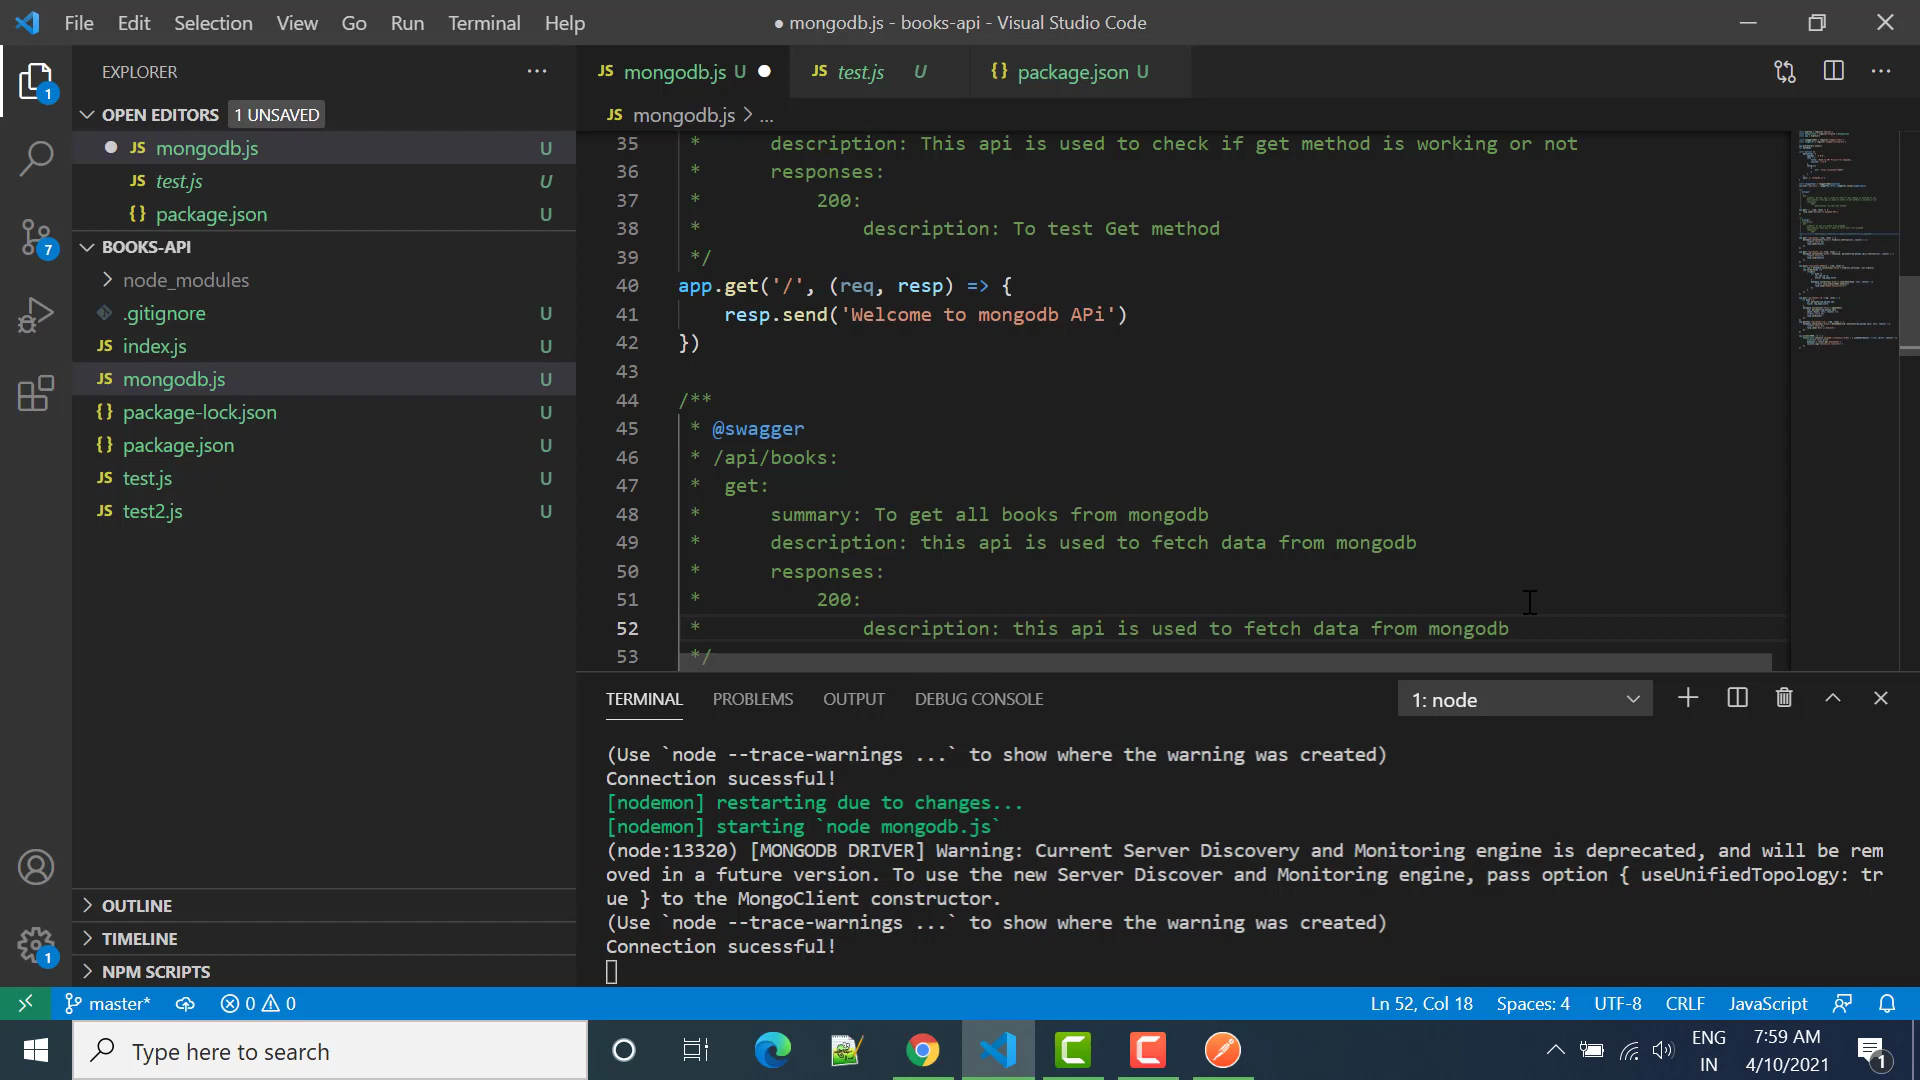 File Edit Selection View Go Run Terminal Help
● mongodb.js - books-api - Visual Studio Code
EXPLORER
OPEN EDITORS 1 UNSAVED
JS mongodb.js U
JS test.js U
{} package.json U
BOOKS-API
node_modules
.gitignore U
JS index.js U
JS mongodb.js U
{} package-lock.json U
{} package.json U
JS test.js U
JS test2.js U
OUTLINE
TIMELINE
NPM SCRIPTS
1
7
1
JS mongodb.js U JS test.js U {} package.json U
JS mongodb.js > ...
35 * description: This api is used to check if get method is working or not
36 * responses:
37 * 200:
38 * description: To test Get method
39 */
40 app.get('/', (req, resp) => {
41 resp.send('Welcome to mongodb APi')
42 })
43
44 /**
45 * @swagger
46 * /api/books:
47 * get:
48 * summary: To get all books from mongodb
49 * description: this api is used to fetch data from mongodb
50 * responses:
51 * 200:
52 * description: this api is used to fetch data from mongodb
53 */
TERMINAL PROBLEMS OUTPUT DEBUG CONSOLE 1: node
(Use `node --trace-warnings ...` to show where the warning was created)
Connection sucessful!
[nodemon] restarting due to changes...
[nodemon] starting `node mongodb.js`
(node:13320) [MONGODB DRIVER] Warning: Current Server Discovery and Monitoring engine is deprecated, and will be rem
oved in a future version. To use the new Server Discover and Monitoring engine, pass option { useUnifiedTopology: tr
ue } to the MongoClient constructor.
(Use `node --trace-warnings ...` to show where the warning was created)
Connection sucessful!
master* 0 0 Ln 52, Col 18 Spaces: 4 UTF-8 CRLF JavaScript
Type here to search
ENG
IN
7:59 AM
4/10/2021
1